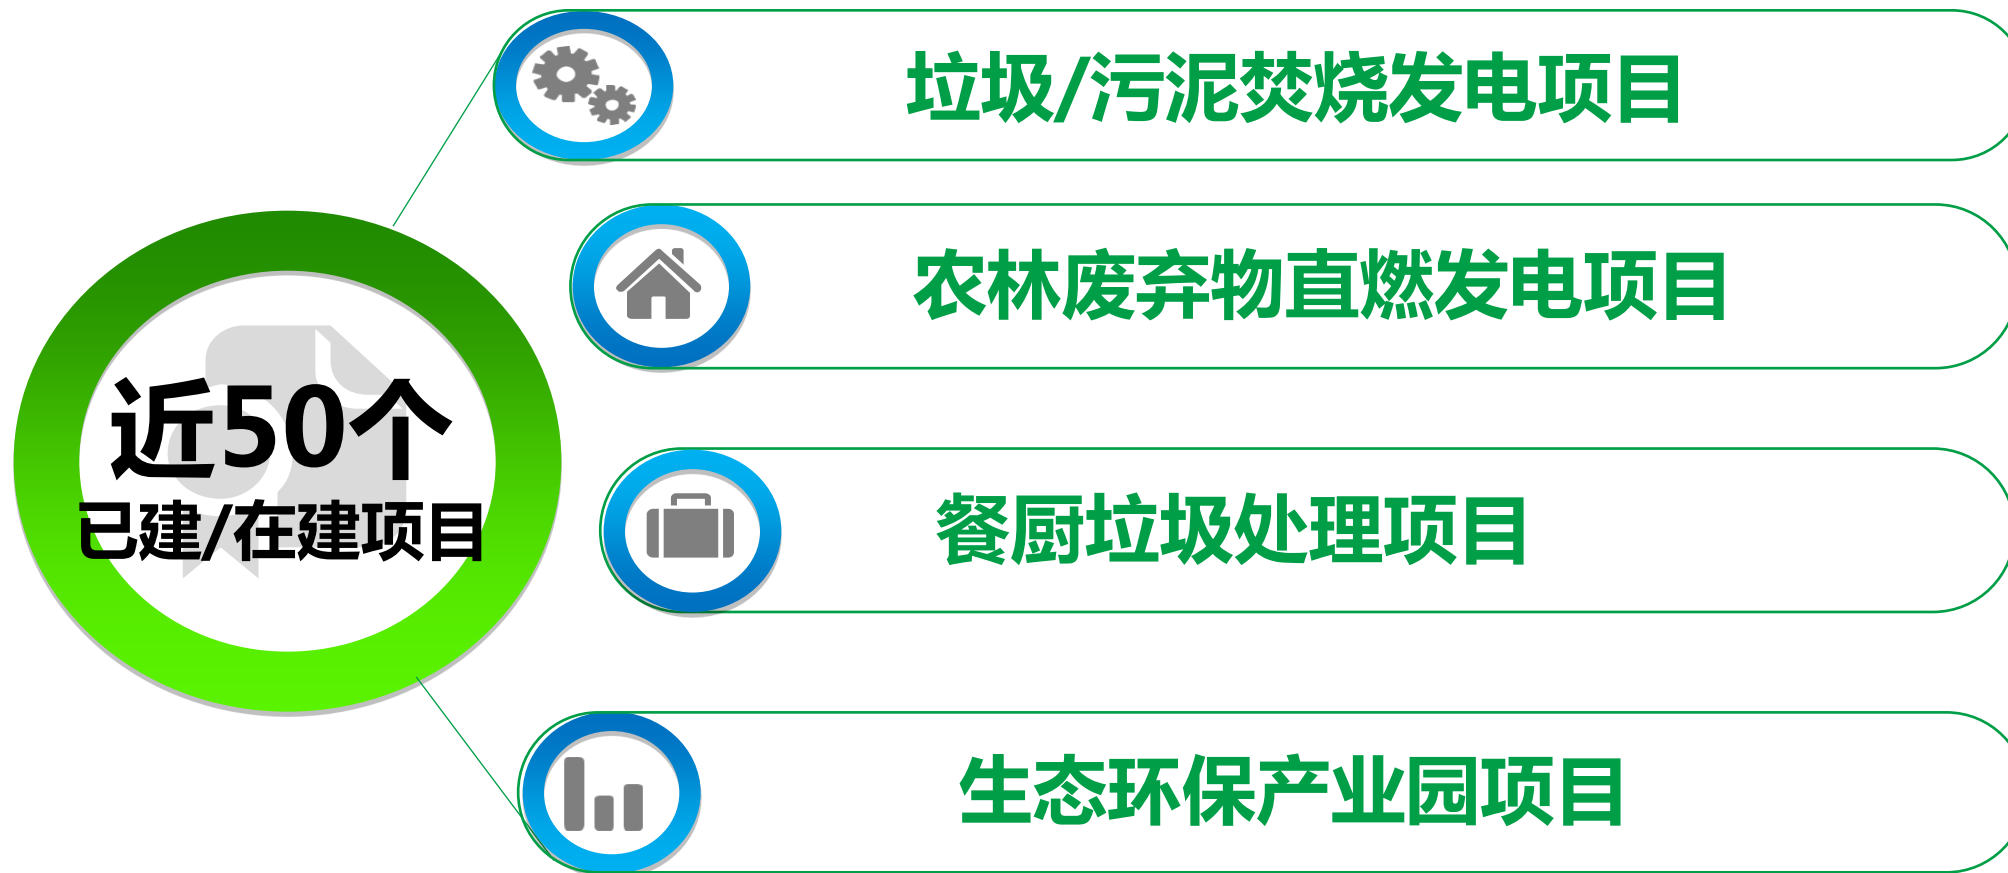 近50个
已建/在建项目
垃圾/污泥焚烧发电项目
农林废弃物直燃发电项目
餐厨垃圾处理项目
生态环保产业园项目